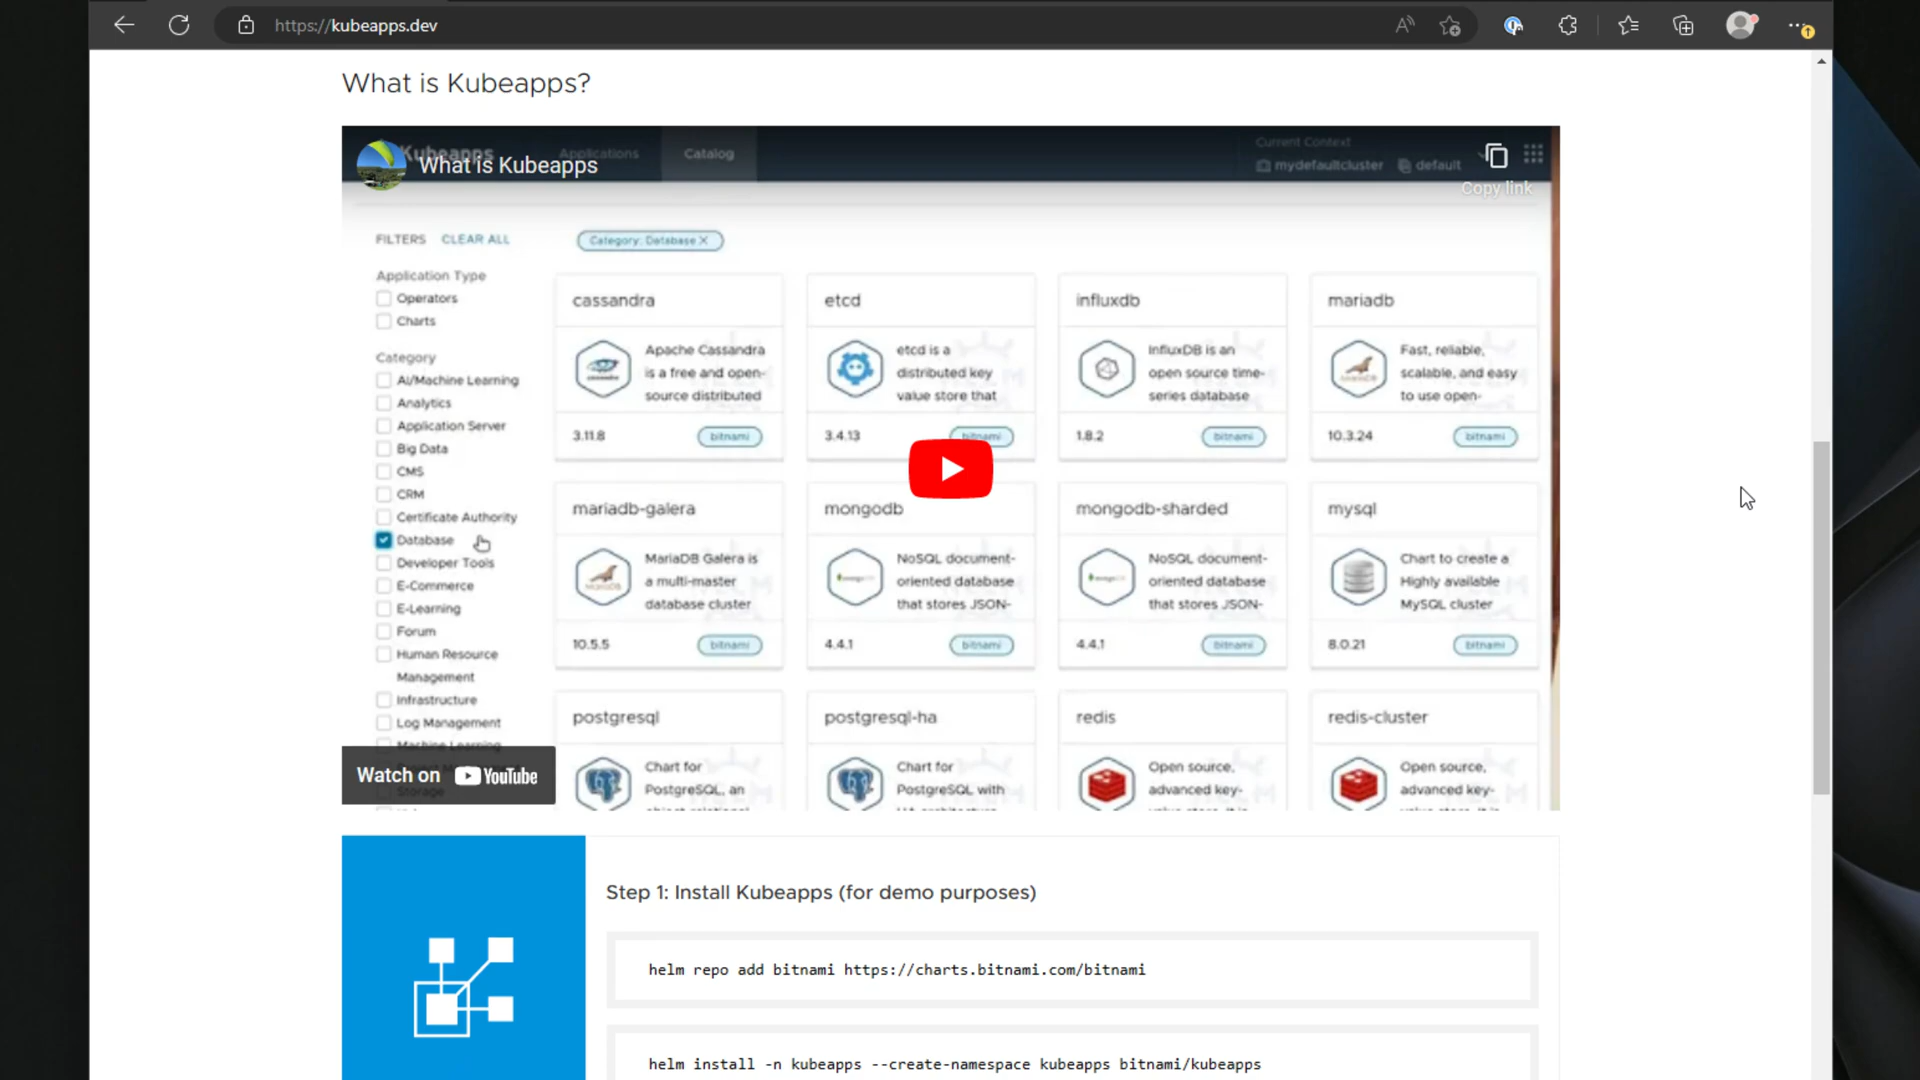 https://kubeapps.dev
What is Kubeapps?
Kubeapps
Applications
Catalog
What is Kubeapps
Current Context
mydefaultcluster
default
Copy link
FILTERS CLEAR ALL
Category: Database X
Application Type
Operators
Charts
Category
AI/Machine Learning
Analytics
Application Server
Big Data
CMS
CRM
Certificate Authority
Database
Developer Tools
E-Commerce
E-Learning
Forum
Human Resource
Management
Infrastructure
Log Management
Machine Learning
Storage
cassandra
Apache Cassandra
is a free and open-
source distributed
3.11.8
bitnami
etcd
etcd is a
distributed key
value store that
3.4.13
bitnami
influxdb
InfluxDB is an
open source time-
series database
1.8.2
bitnami
mariadb
Fast, reliable,
scalable, and easy
to use open-
10.3.24
bitnami
mariadb-galera
MariaDB Galera is
a multi-master
database cluster
10.5.5
bitnami
mongodb
NoSQL document-
oriented database
that stores JSON-
4.4.1
bitnami
mongodb-sharded
NoSQL document-
oriented database
that stores JSON-
4.4.1
bitnami
mysql
Chart to create a
Highly available
MySQL cluster
8.0.21
bitnami
postgresql
Chart for
PostgreSQL, an
postgresql-ha
Chart for
PostgreSQL with
redis
Open source,
advanced key-
redis-cluster
Open source,
advanced key-
Watch on YouTube
Step 1: Install Kubeapps (for demo purposes)
helm repo add bitnami https://charts.bitnami.com/bitnami
helm install -n kubeapps --create-namespace kubeapps bitnami/kubeapps